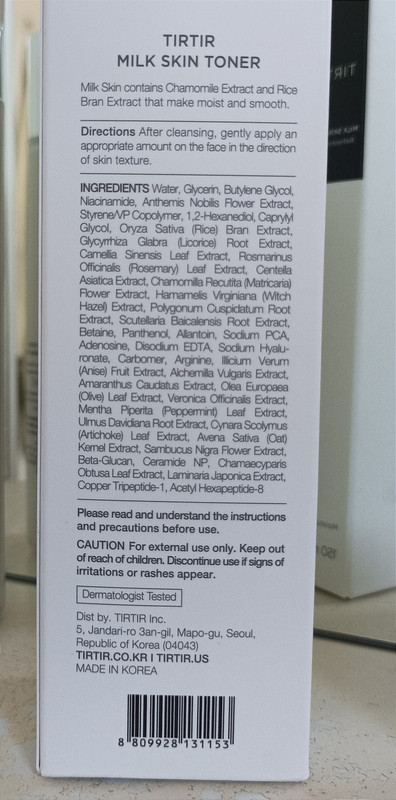 TIRTIR
MILK SKIN TONER
Milk Skin contains Chamomile Extract and Rice
Bran Extract that make moist and smooth.
Directions After cleansing, gently apply an
appropriate amount on the face in the direction
of skin texture.
INGREDIENTS Water, Glycerin, Butylene Glycol,
Niacinamide, Anthemis Nobilis Flower Extract,
Styrene/VP Copolymer, 1,2-Hexanediol, Caprylyl
Glycol, Oryza Sativa (Rice) Bran Extract,
Glycyrrhiza Glabra (Licorice) Root Extract,
Camellia Sinensis Leaf Extract, Rosmarinus
Officinalis (Rosemary) Leaf Extract, Centella
Asiatica Extract, Chamomilla Recutita (Matricaria)
Flower Extract, Hamamelis Virginiana (Witch
Hazel) Extract, Polygonum Cuspidatum Root
Extract, Scutellaria Baicalensis Root Extract,
Betaine, Panthenol, Allantoin, Sodium PCA,
Adenosine, Disodium EDTA, Sodium Hyalu-
ronate, Carbomer, Arginine, Illicium Verum
(Anise) Fruit Extract, Alchemilla Vulgaris Extract,
Amaranthus Caudatus Extract, Olea Europaea
(Olive) Leaf Extract, Veronica Officinalis Extract,
Mentha Piperita (Peppermint) Leaf Extract,
Ulmus Davidiana Root Extract, Cynara Scolymus
(Artichoke) Leaf Extract, Avena Sativa (Oat)
Kernel Extract, Sambucus Nigra Flower Extract,
Beta-Glucan, Ceramide NP, Chamaecyparis
Obtusa Leaf Extract, Laminaria Japonica Extract,
Copper Tripeptide-1, Acetyl Hexapeptide-8
Please read and understand the instructions
and precautions before use.
CAUTION For external use only. Keep out
of reach of children. Discontinue use if signs of
irritations or rashes appear.
Dermatologist Tested
Dist by. TIRTIR Inc.
5, Jandari-ro 3an-gil, Mapo-gu, Seoul,
Republic of Korea (04043)
TIRTIR.CO.KR I TIRTIR.US
MADE IN KOREA
8 809928 131153